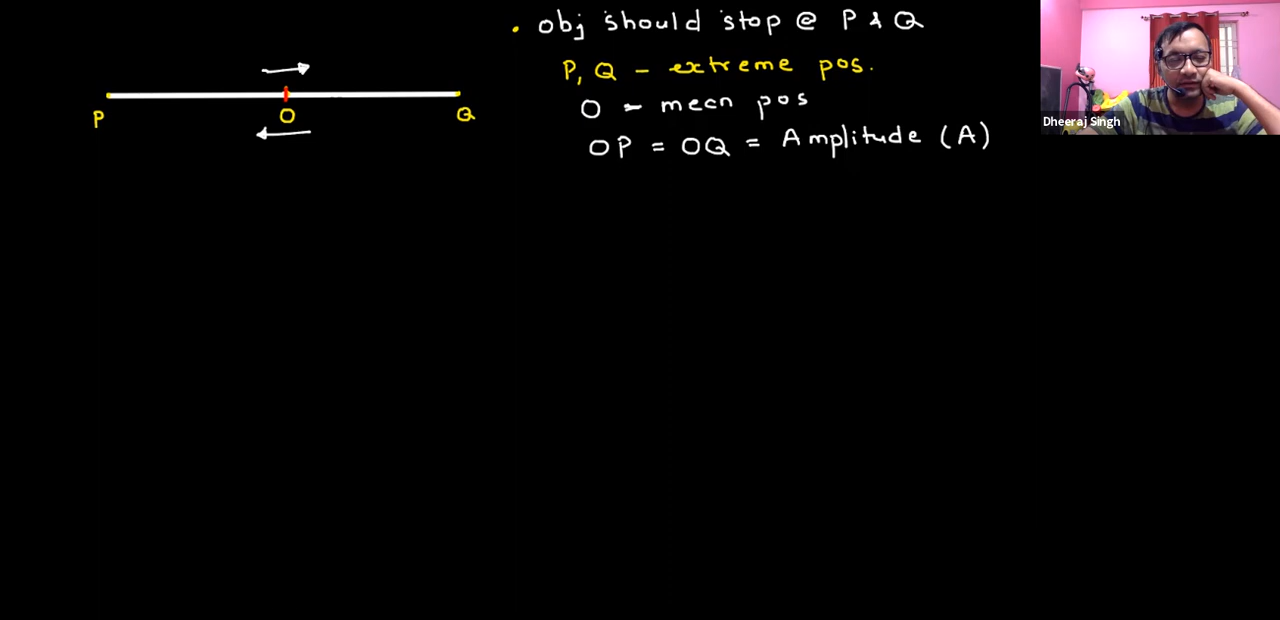 • obj should stop @ P & Q
P, Q - extreme pos.
O - mean pos
OP = OQ = Amplitude (A)
P O Q
Dheeraj Singh